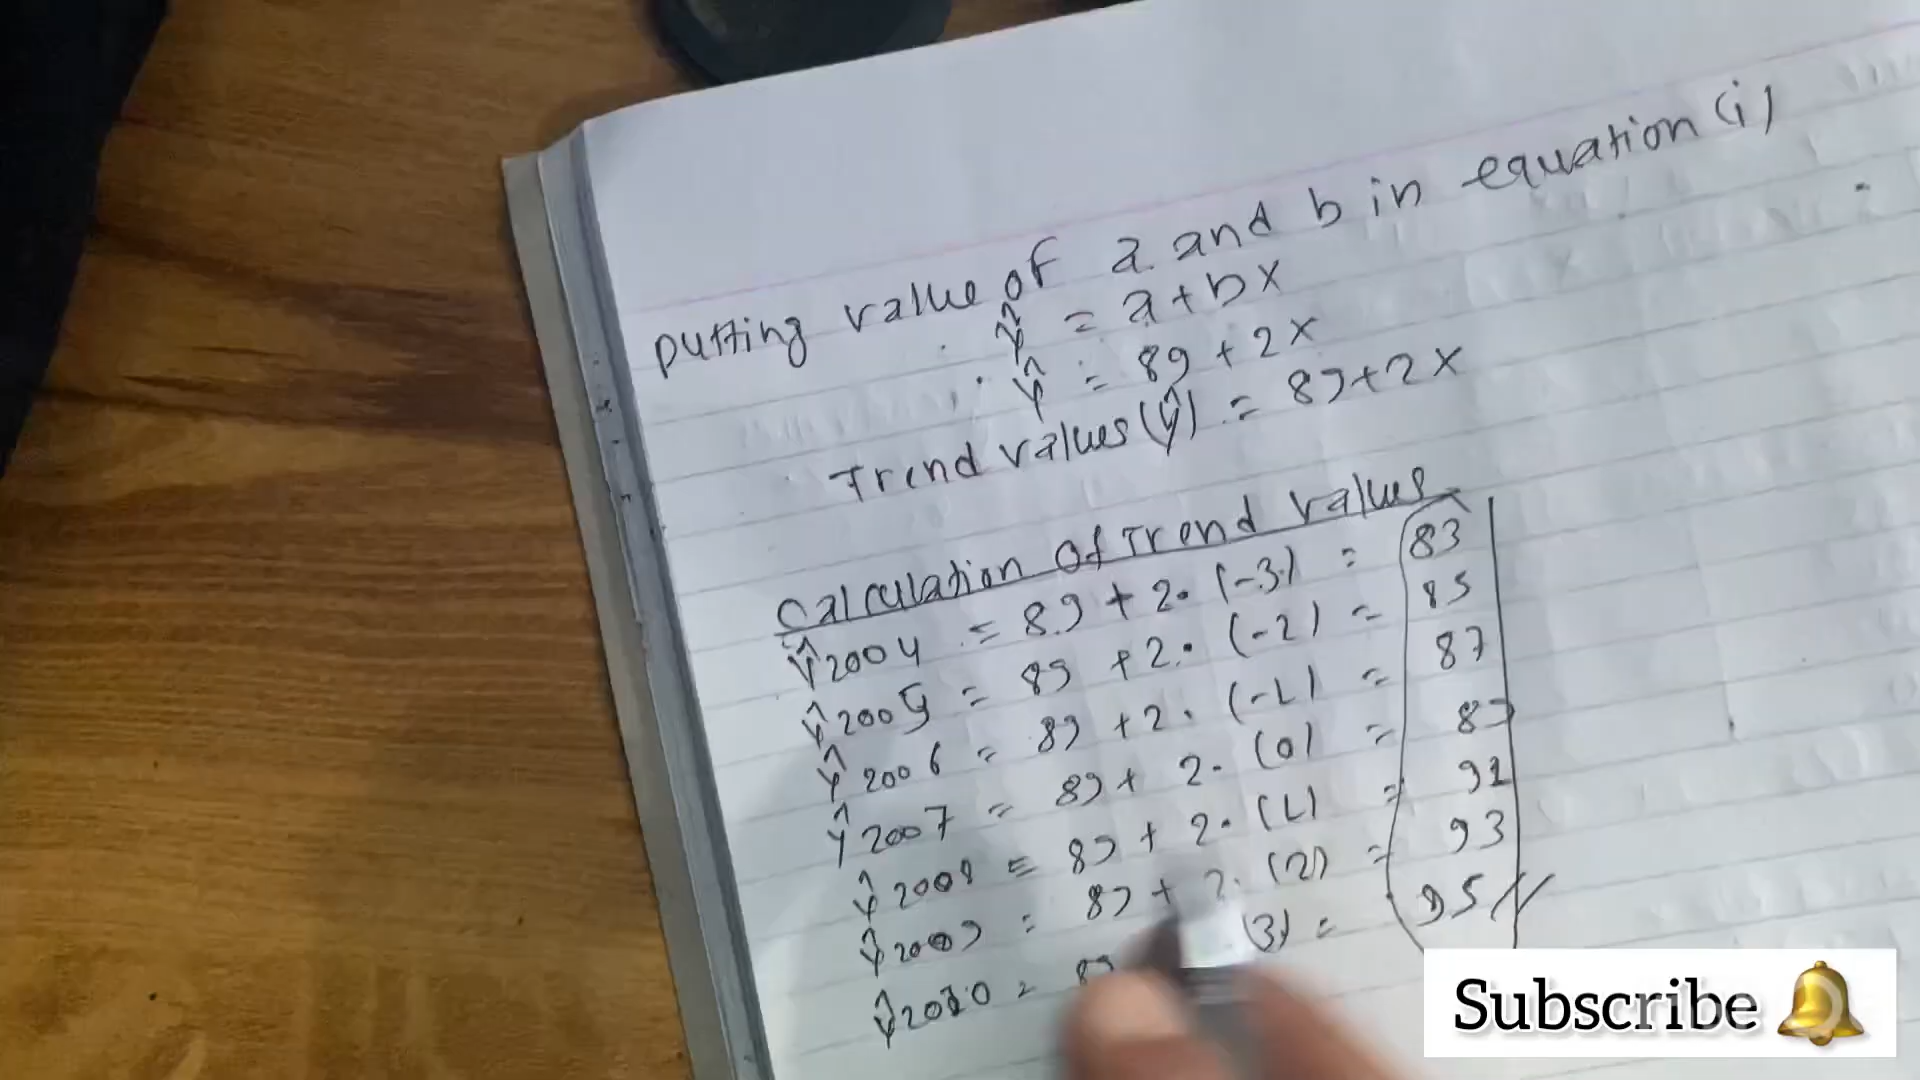 putting value of a and b in equation (i)
ŷ = a + bx
ŷ = 89 + 2x
Trend values (ŷ) = 89 + 2x
Calculation of Trend values
ŷ2004 = 89 + 2. (-3) = 83
ŷ2005 = 89 + 2. (-2) = 85
ŷ2006 = 89 + 2. (-1) = 87
ŷ2007 = 89 + 2. (0) = 89
ŷ2008 = 89 + 2. (1) = 91
ŷ2009 = 89 + 2. (2) = 93
ŷ2010 = 89 (3) = 95
Subscribe